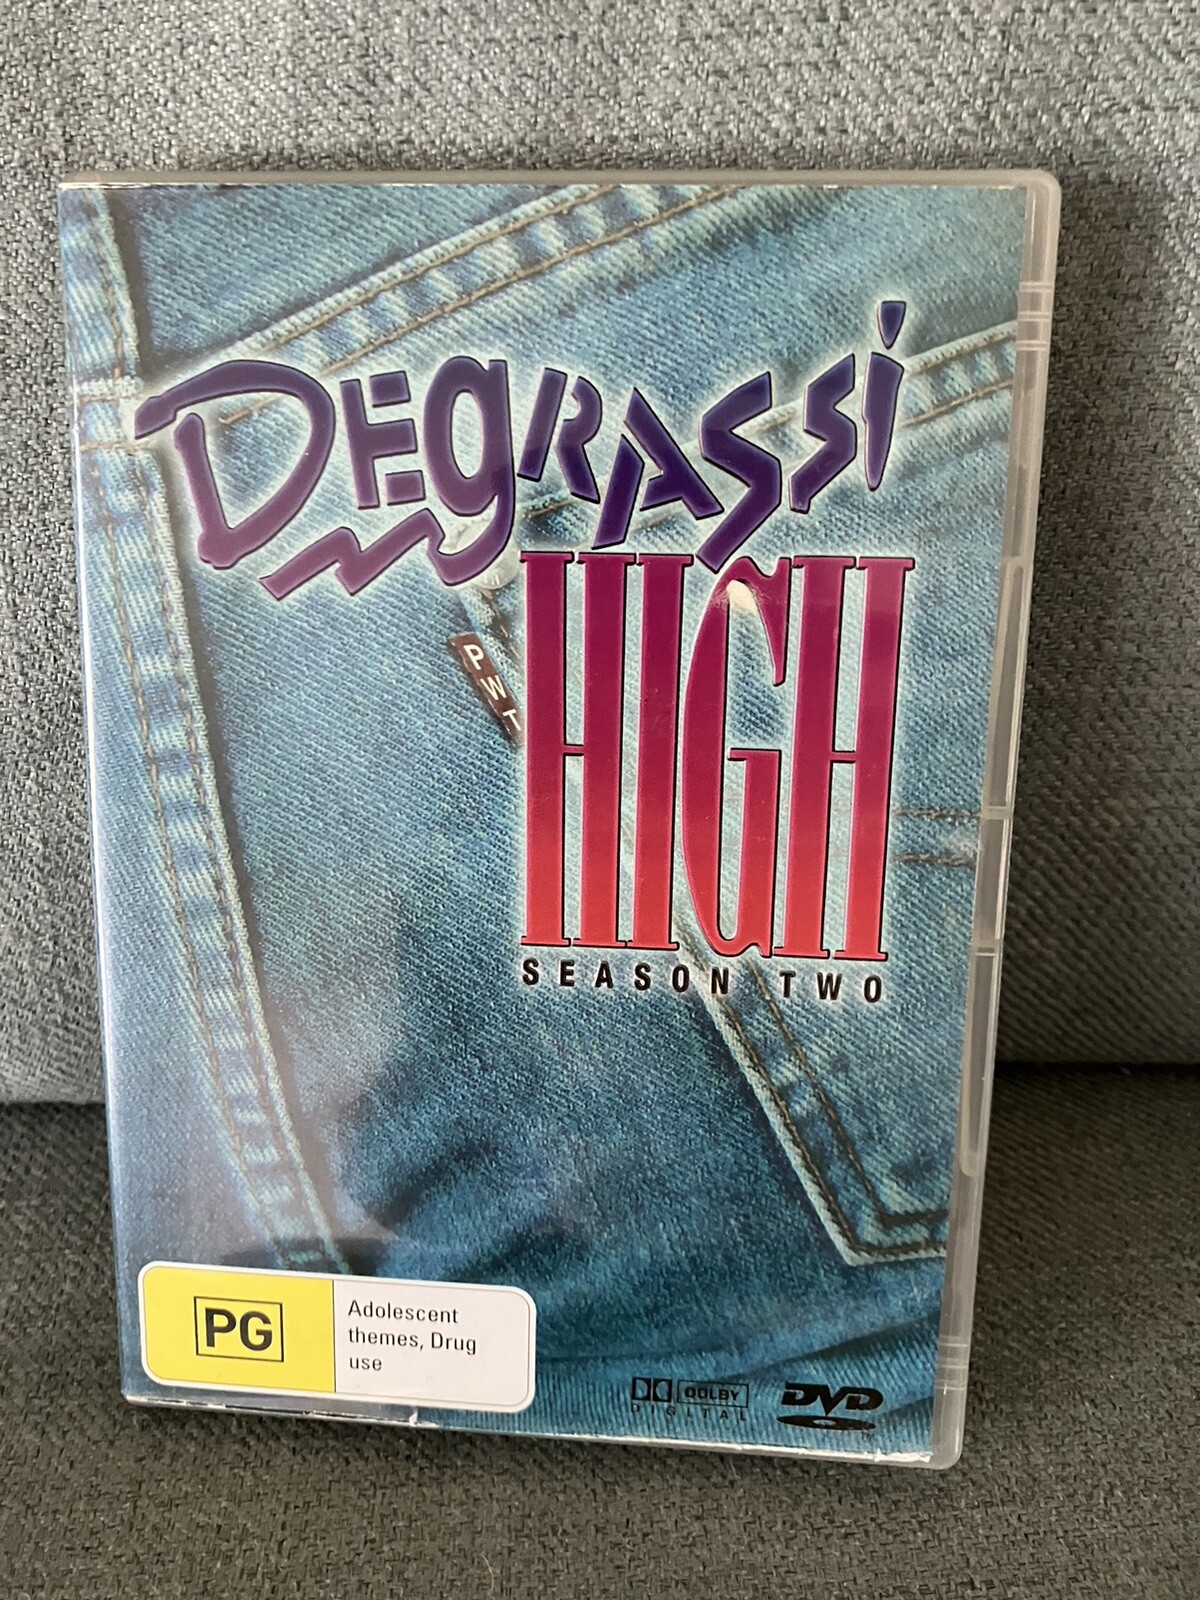 Degrassi
HIGH
SEASON TWO
PWT
PG
Adolescent
themes, Drug
use
DOLBY
DIGITAL
DVD